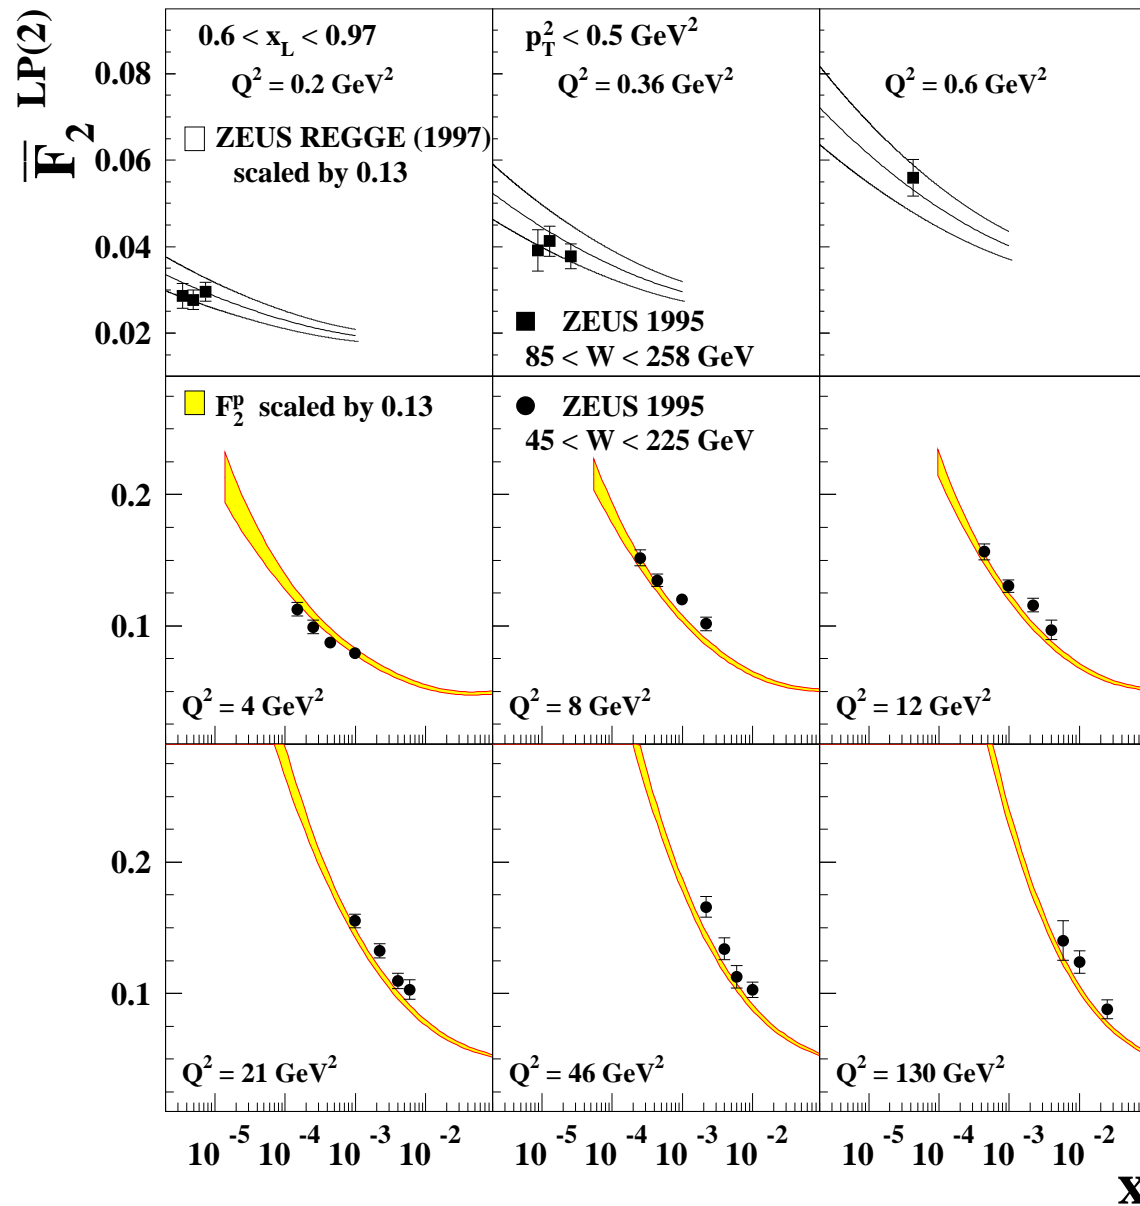 F̅₂ LP(2)
0.6 < x_L < 0.97
p_T² < 0.5 GeV²
Q² = 0.2 GeV²
Q² = 0.36 GeV²
Q² = 0.6 GeV²
ZEUS REGGE (1997)
scaled by 0.13
ZEUS 1995
85 < W < 258 GeV
0.08
0.06
0.04
0.02
F₂ᵖ scaled by 0.13
ZEUS 1995
45 < W < 225 GeV
0.2
0.1
Q² = 4 GeV²
Q² = 8 GeV²
Q² = 12 GeV²
0.2
0.1
Q² = 21 GeV²
Q² = 46 GeV²
Q² = 130 GeV²
10⁻⁵ 10⁻⁴ 10⁻³ 10⁻² 10⁻⁵ 10⁻⁴ 10⁻³ 10⁻² 10⁻⁵ 10⁻⁴ 10⁻³ 10⁻²
x